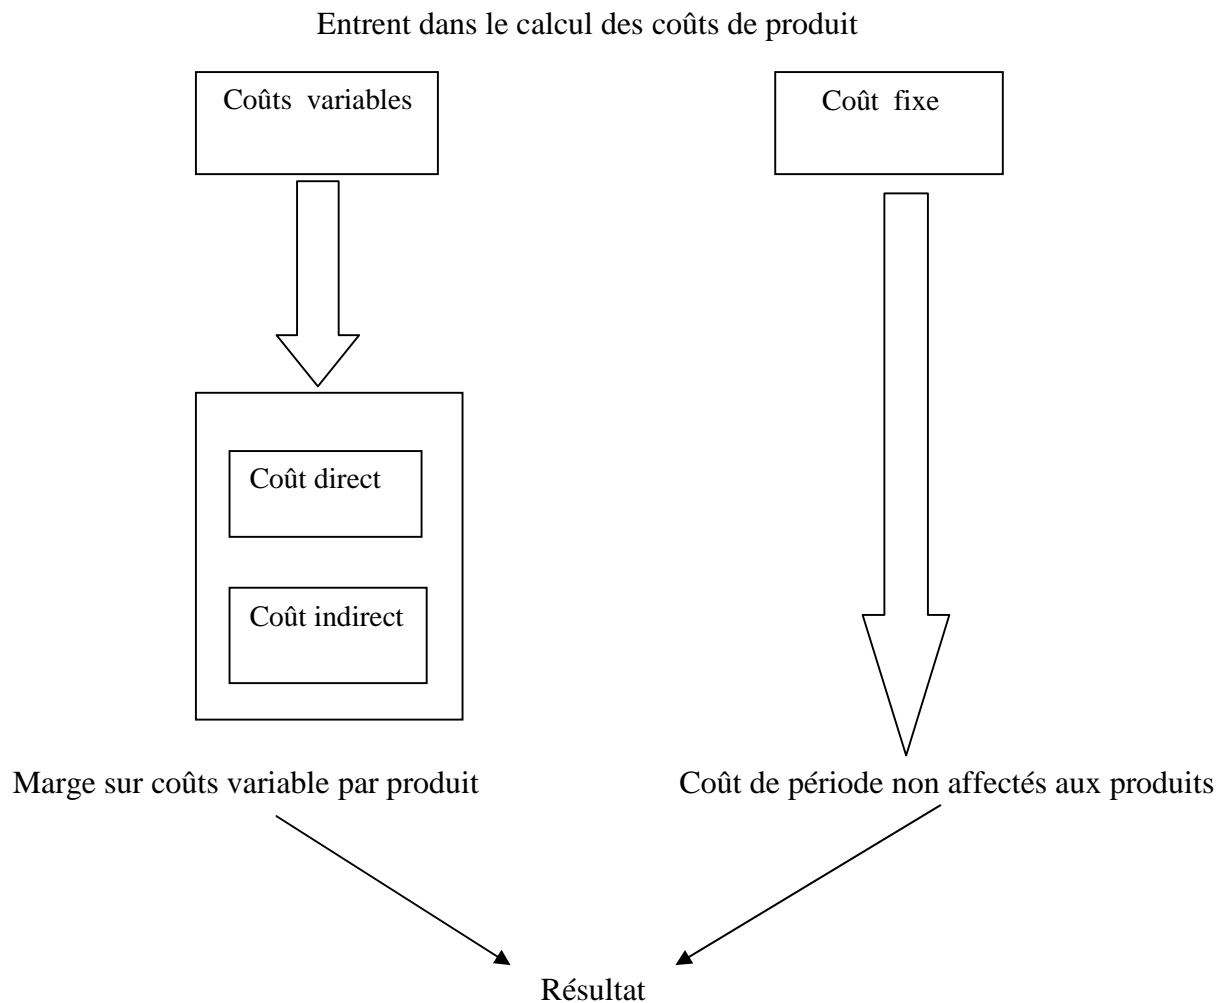 Entrent dans le calcul des coûts de produit
Coûts variables
Coût fixe
Coût direct
Coût indirect
Marge sur coûts variable par produit
Coût de période non affectés aux produits
Résultat